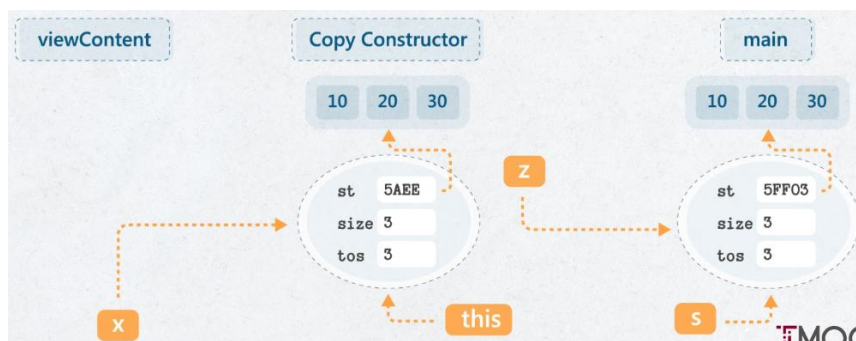 viewContent
Copy Constructor
main
10 20 30
10 20 30
z
st 5AEE
size 3
tos 3
st 5FF03
size 3
tos 3
x
this
s